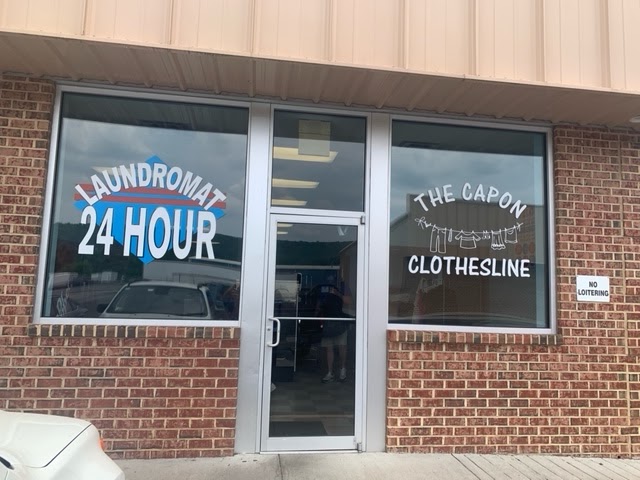 LAUNDROMAT
24 HOUR
THE CAPON
CLOTHESLINE
NO
LOITERING